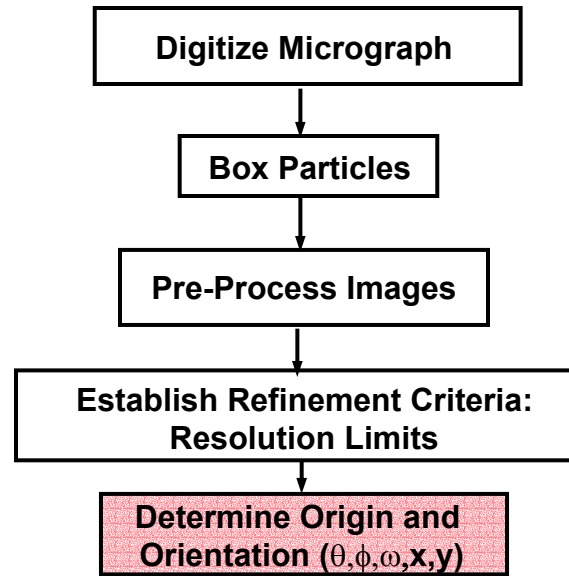 Digitize Micrograph
Box Particles
Pre-Process Images
Establish Refinement Criteria:
Resolution Limits
Determine Origin and
Orientation (θ,ϕ,ω,x,y)